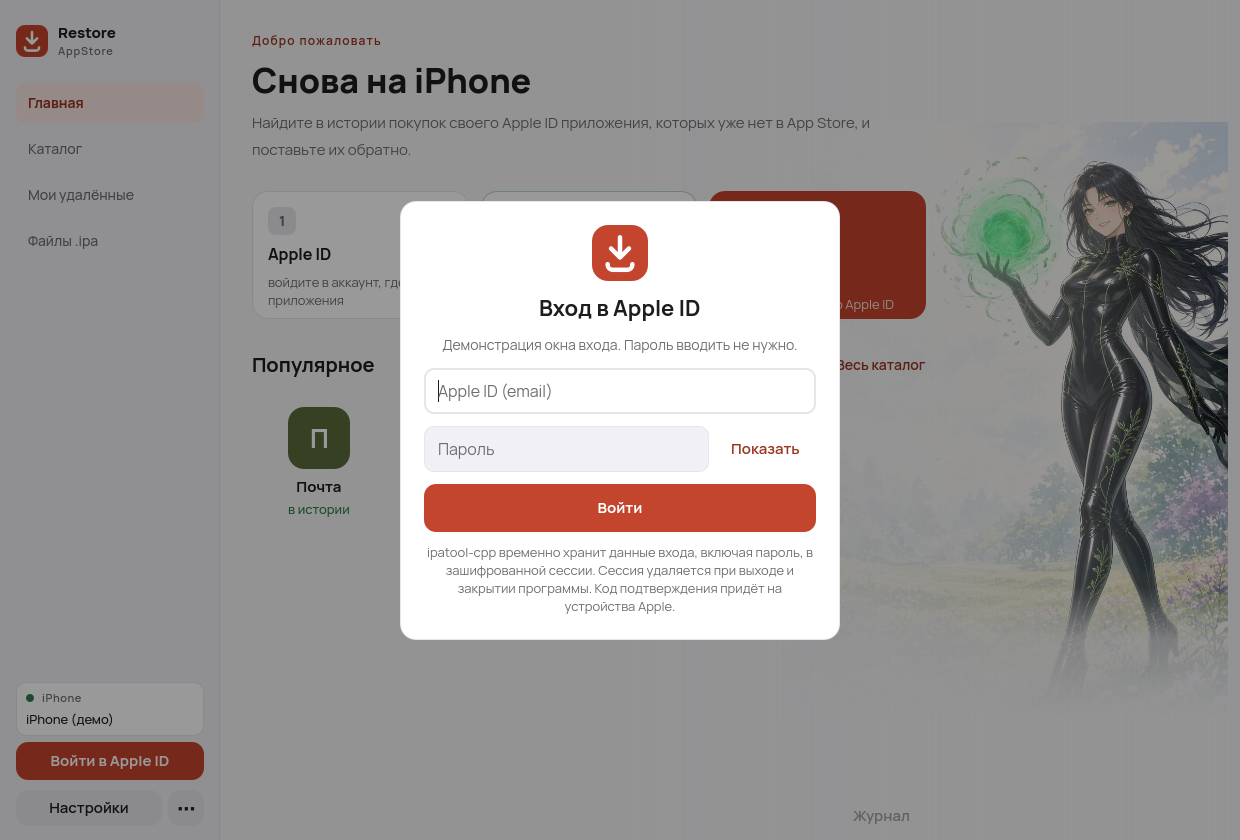 Restore
AppStore
Главная
Каталог
Мои удалённые
Файлы .ipa
iPhone
iPhone (демо)
Войти в Apple ID
Настройки
Добро пожаловать
Снова на iPhone
Найдите в истории покупок своего Apple ID приложения, которых уже нет в App Store, и
поставьте их обратно.
1
Apple ID
войдите в аккаунт, где
приложения
Apple ID
Популярное
Весь каталог
П
Почта
в истории
Вход в Apple ID
Демонстрация окна входа. Пароль вводить не нужно.
Apple ID (email)
Пароль
Показать
Войти
ipatool-cpp временно хранит данные входа, включая пароль, в
зашифрованной сессии. Сессия удаляется при выходе и
закрытии программы. Код подтверждения придёт на
устройства Apple.
Журнал